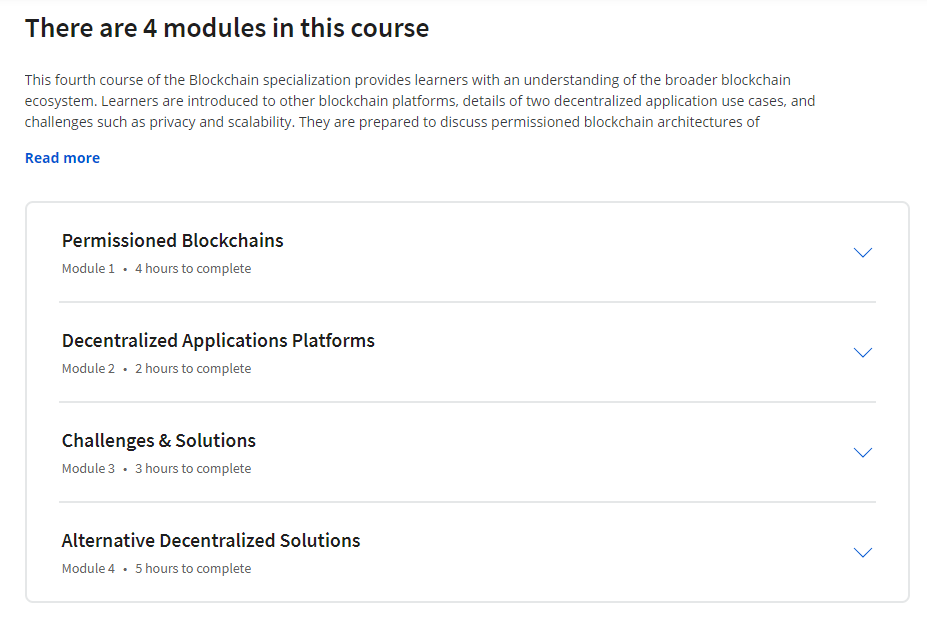 There are 4 modules in this course
This fourth course of the Blockchain specialization provides learners with an understanding of the broader blockchain
ecosystem. Learners are introduced to other blockchain platforms, details of two decentralized application use cases, and
challenges such as privacy and scalability. They are prepared to discuss permissioned blockchain architectures of
Read more
Permissioned Blockchains
Module 1 • 4 hours to complete
Decentralized Applications Platforms
Module 2 • 2 hours to complete
Challenges & Solutions
Module 3 • 3 hours to complete
Alternative Decentralized Solutions
Module 4 • 5 hours to complete